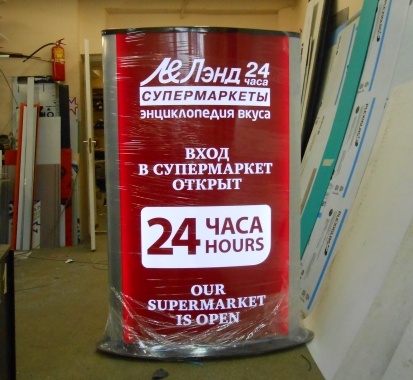 Лэнд 24 часа
СУПЕРМАРКЕТЫ
ЭНЦИКЛОПЕДИЯ ВКУСА
ВХОД
В СУПЕРМАРКЕТ
ОТКРЫТ
24 ЧАСА
HOURS
OUR
SUPERMARKET
IS OPEN